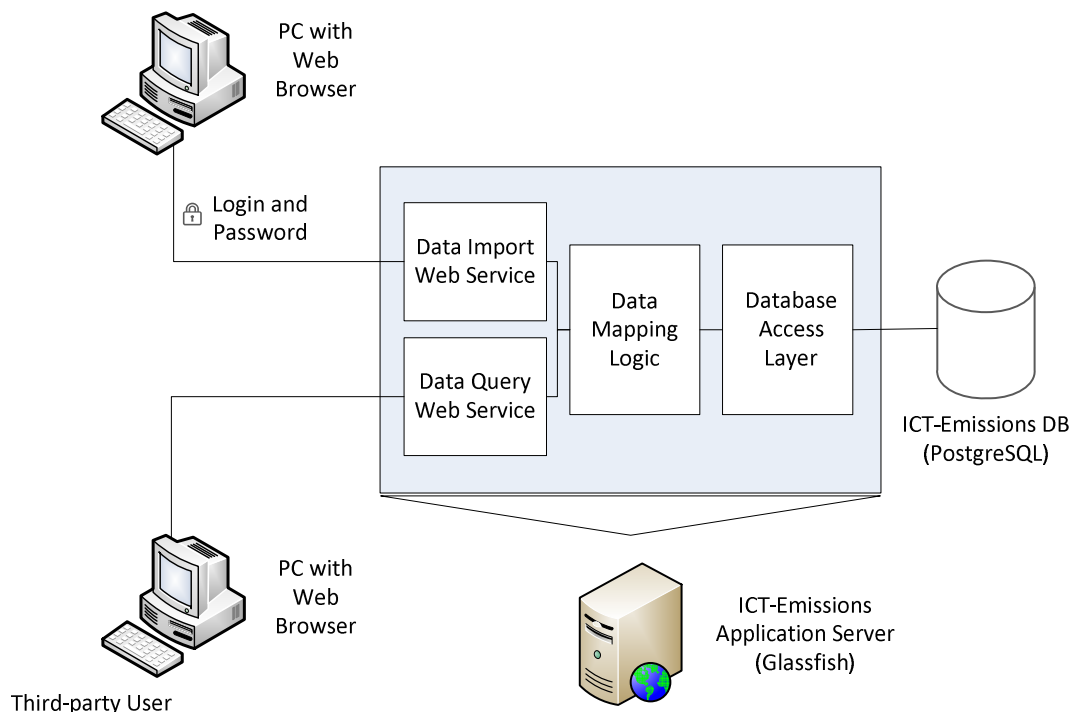 PC with
Web
Browser
Login and
Password
Data Import
Web Service
Data Query
Web Service
Data
Mapping
Logic
Database
Access
Layer
ICT-Emissions DB
(PostgreSQL)
PC with
Web
Browser
ICT-Emissions
Application Server
(Glassfish)
Third-party User